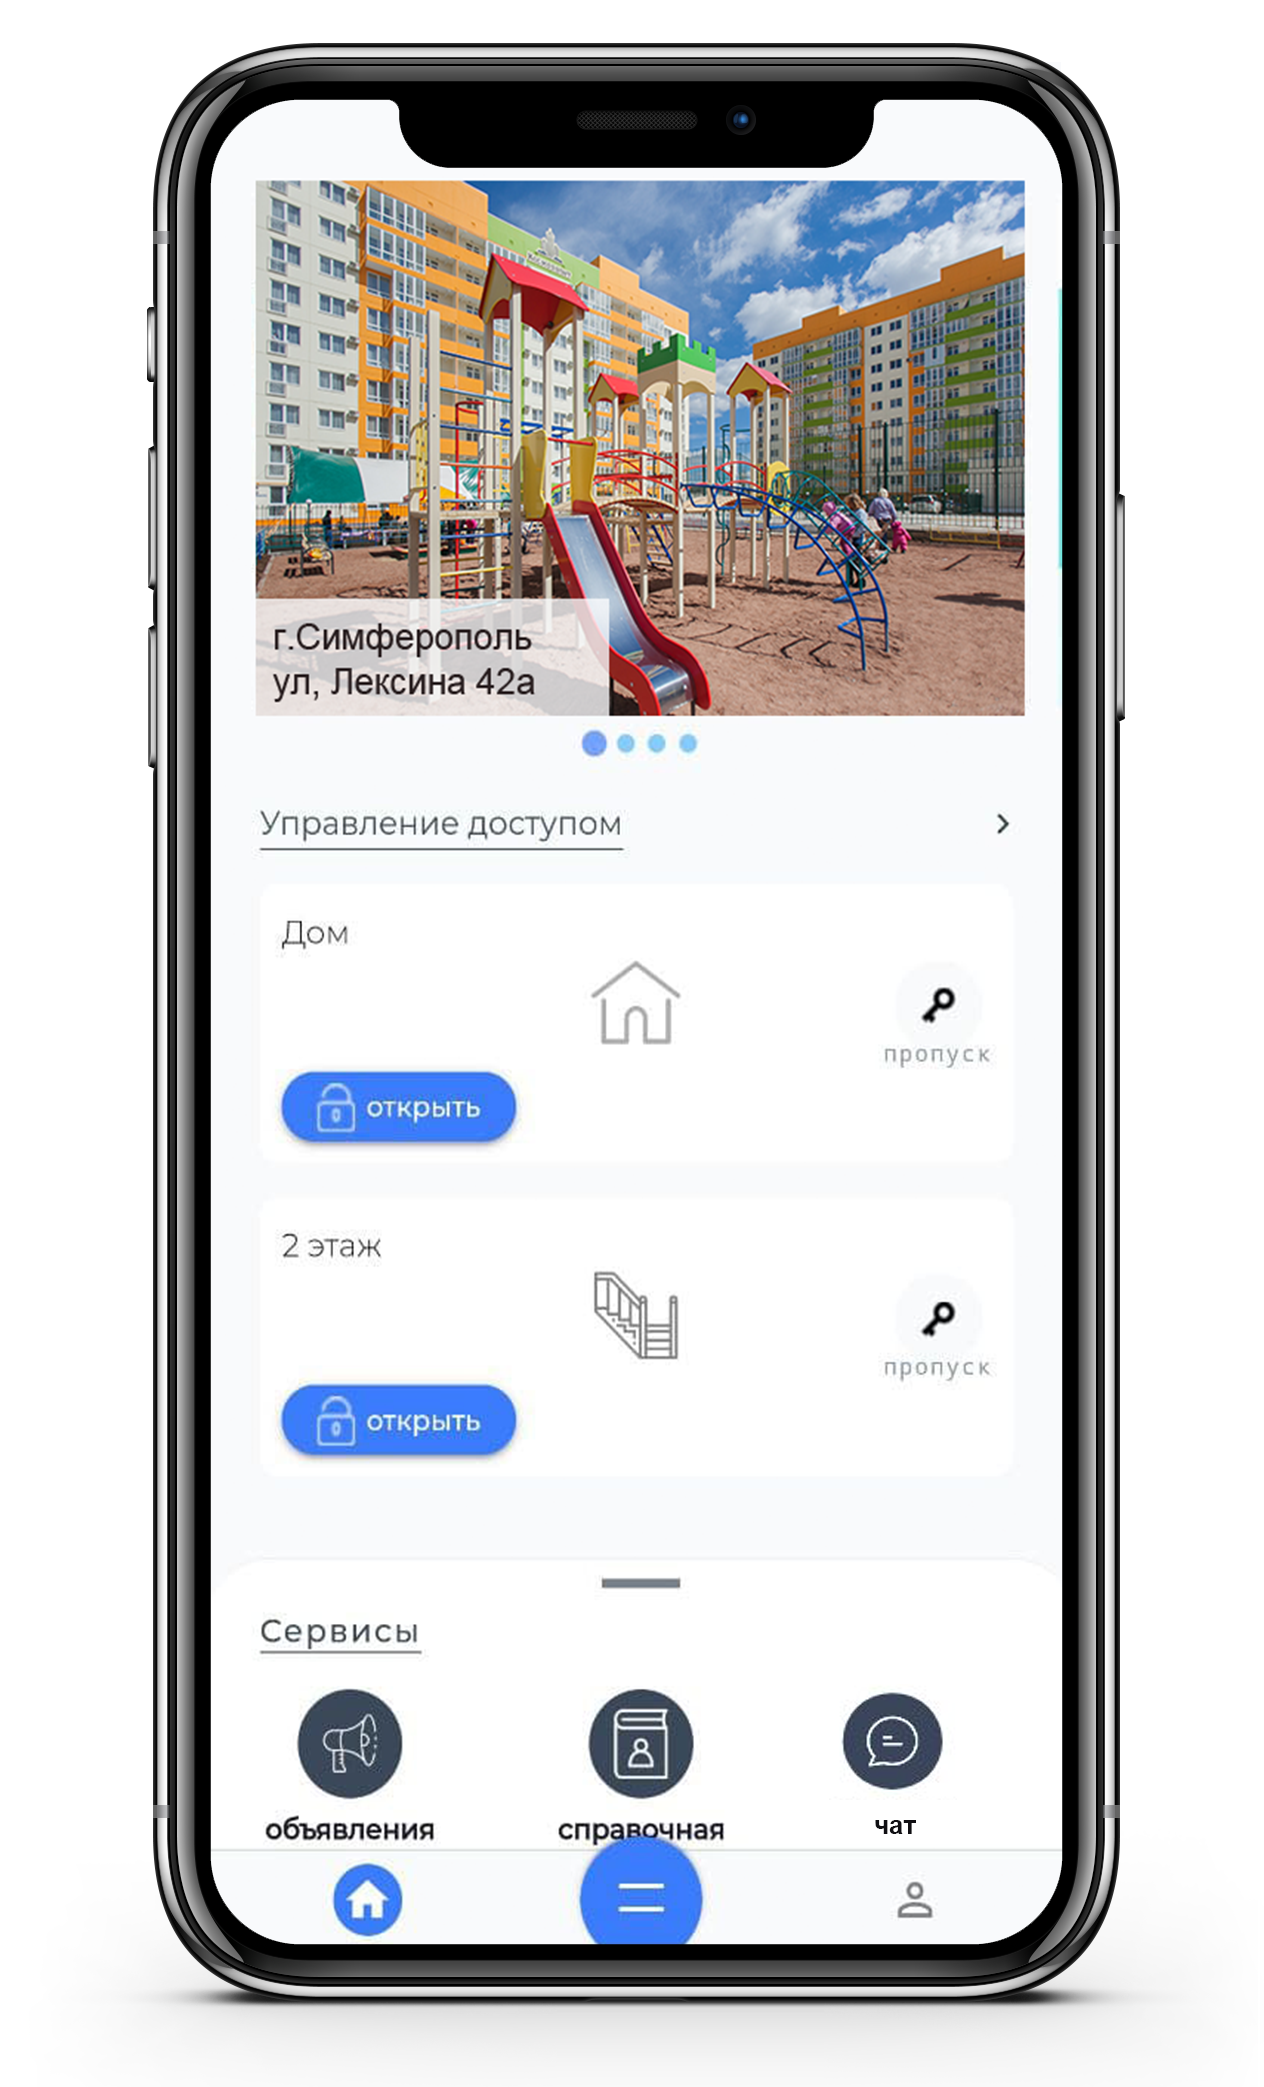 г.Симферополь
ул, Лексина 42а
Управление доступом
Дом
пропуск
открыть
2 этаж
пропуск
открыть
Сервисы
объявления
справочная
чат